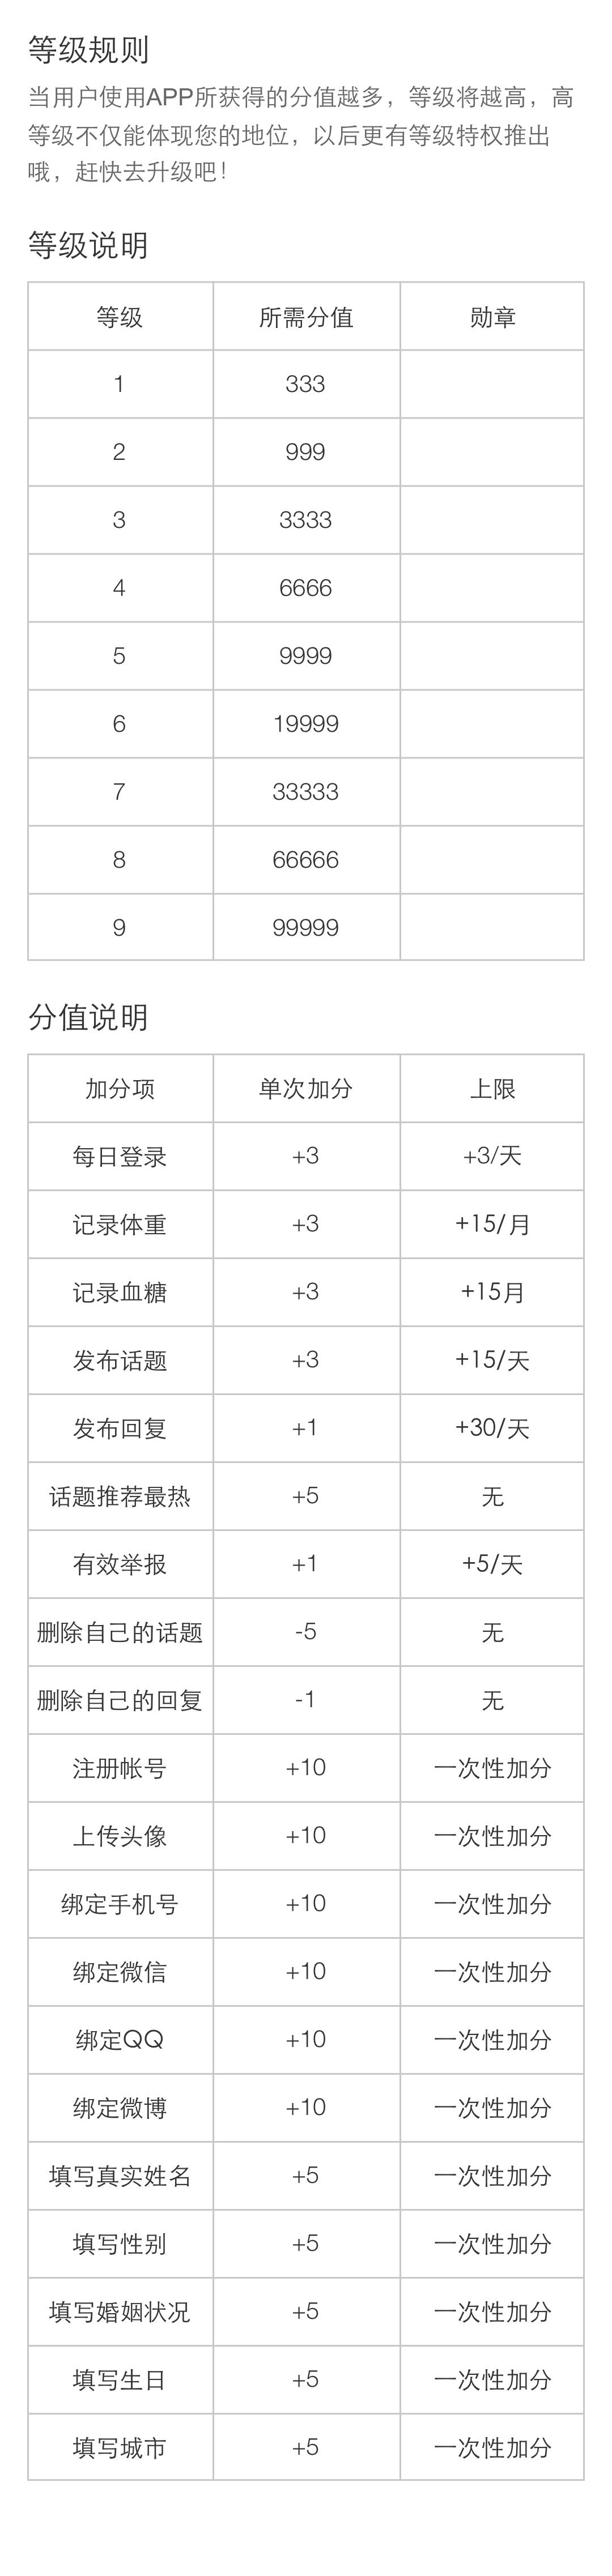 等级规则
当用户使用APP所获得的分值越多，等级将越高，高
等级不仅能体现您的地位，以后更有等级特权推出
哦，赶快去升级吧！
等级说明
等级 所需分值 勋章
1 333
2 999
3 3333
4 6666
5 9999
6 19999
7 33333
8 66666
9 99999
分值说明
加分项 单次加分 上限
每日登录 +3 +3/天
记录体重 +3 +15/月
记录血糖 +3 +15月
发布话题 +3 +15/天
发布回复 +1 +30/天
话题推荐最热 +5 无
有效举报 +1 +5/天
删除自己的话题 -5 无
删除自己的回复 -1 无
注册帐号 +10 一次性加分
上传头像 +10 一次性加分
绑定手机号 +10 一次性加分
绑定微信 +10 一次性加分
绑定QQ +10 一次性加分
绑定微博 +10 一次性加分
填写真实姓名 +5 一次性加分
填写性别 +5 一次性加分
填写婚姻状况 +5 一次性加分
填写生日 +5 一次性加分
填写城市 +5 一次性加分